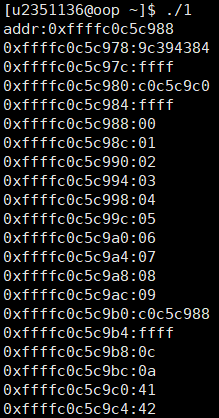 [u2351136@oop ~]$ ./1
addr:0xffffc0c5c988
0xffffc0c5c978:9c394384
0xffffc0c5c97c:ffff
0xffffc0c5c980:c0c5c9c0
0xffffc0c5c984:ffff
0xffffc0c5c988:00
0xffffc0c5c98c:01
0xffffc0c5c990:02
0xffffc0c5c994:03
0xffffc0c5c998:04
0xffffc0c5c99c:05
0xffffc0c5c9a0:06
0xffffc0c5c9a4:07
0xffffc0c5c9a8:08
0xffffc0c5c9ac:09
0xffffc0c5c9b0:c0c5c988
0xffffc0c5c9b4:ffff
0xffffc0c5c9b8:0c
0xffffc0c5c9bc:0a
0xffffc0c5c9c0:41
0xffffc0c5c9c4:42